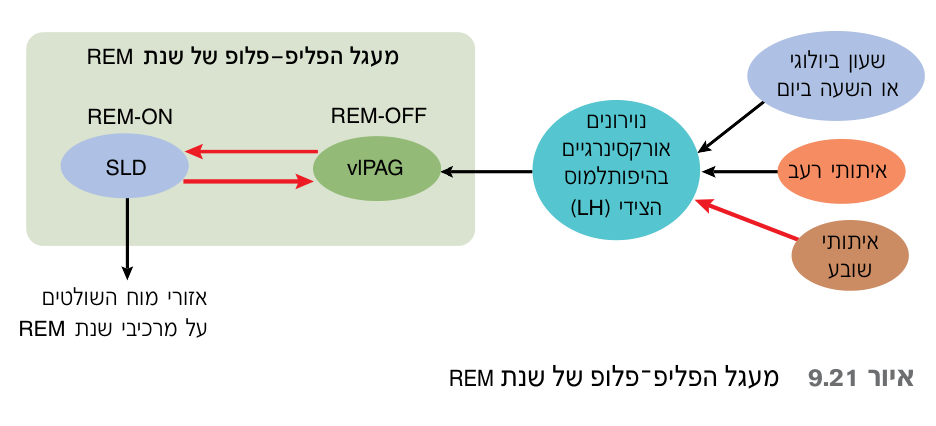 מעגל הפליפ–פלופ של שנת REM
REM-OFF
REM-ON
vlPAG
SLD
נוירונים
אורקסינרגיים
בהיפותלמוס
הצידי (LH)
שעון ביולוגי
או השעה ביום
איתותי רעב
איתותי
שובע
אזורי מוח השולטים
על מרכיבי שנת REM
איור 9.21 מעגל הפליפ־פלופ של שנת REM